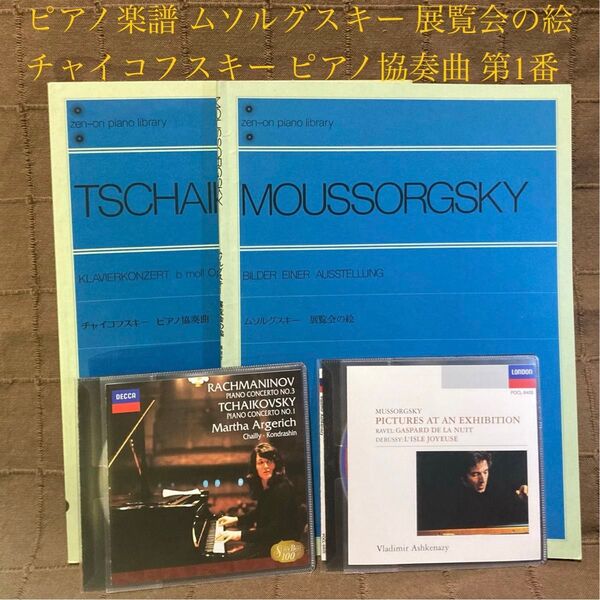 ピアノ楽譜 ムソルグスキー 展覧会の絵
チャイコフスキー ピアノ協奏曲 第1番
zen-on piano library
TSCHAI
KLAVIERKONZERT b moll O
チャイコフスキー ピアノ協奏曲
MOUSSORGSKY
zen-on piano library
MOUSSORGSKY
BILDER EINER AUSSTELLUNG
ムソルグスキー 展覧会の絵
DECCA
RACHMANINOV
PIANO CONCERTO NO.3
TCHAIKOVSKY
PIANO CONCERTO NO.1
Martha Argerich
Chailly · Kondrashin
100
LONDON
POCL-8405
MUSSORGSKY
PICTURES AT AN EXHIBITION
RAVEL: GASPARD DE LA NUIT
DEBUSSY: L'ISLE JOYEUSE
Vladimir Ashkenazy